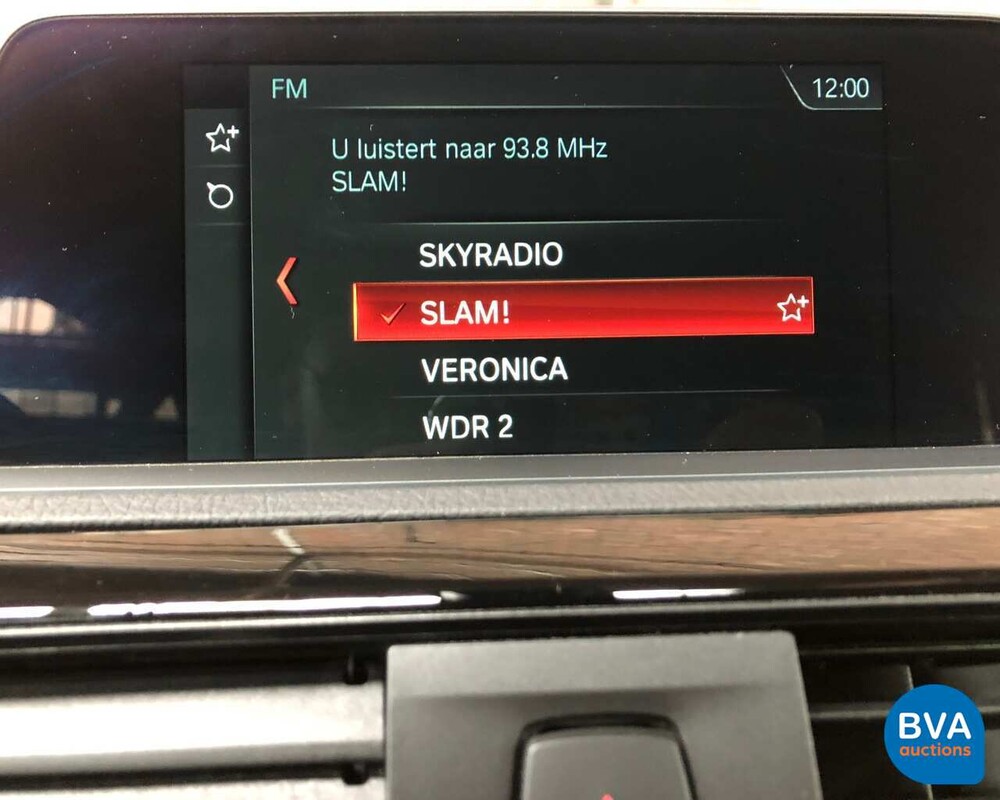 FM
12:00
U luistert naar 93.8 MHz
SLAM!
SKYRADIO
SLAM!
VERONICA
WDR 2
BVA
auctions